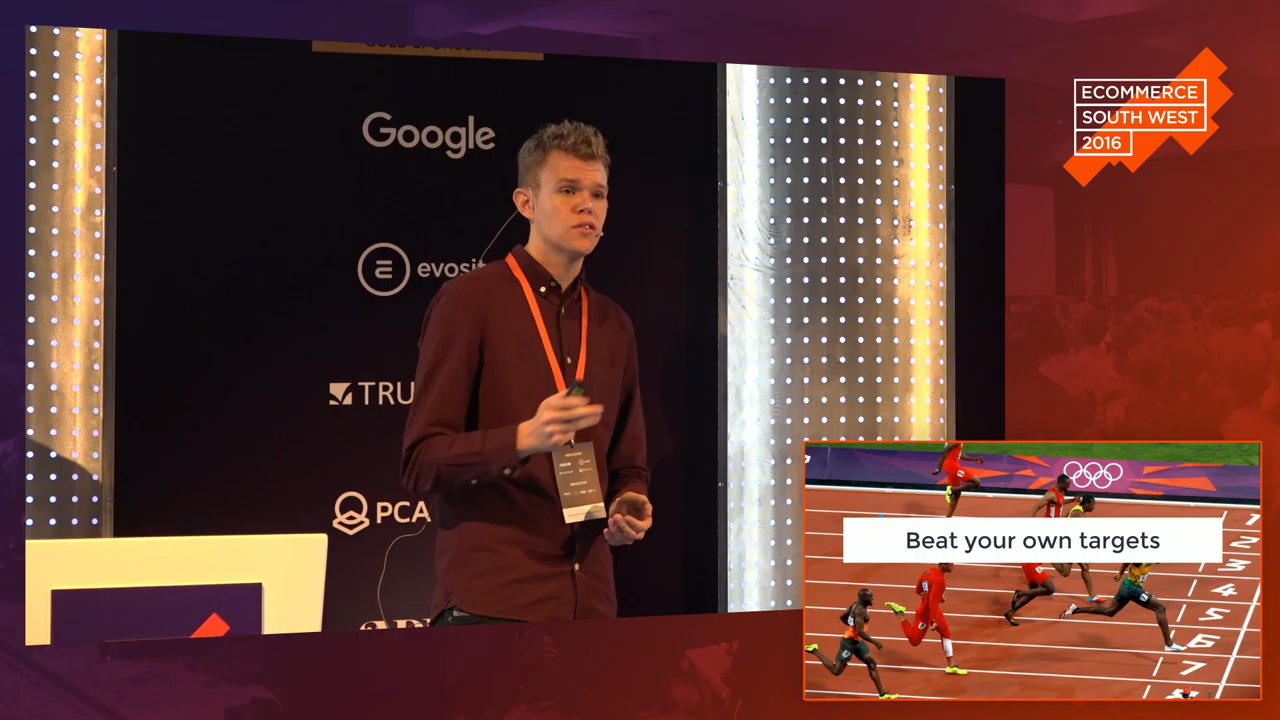 Google
evosit
TRU
PCA
ECOMMERCE
SOUTH WEST
2016
Beat your own targets
1
2
3
4
5
6
7